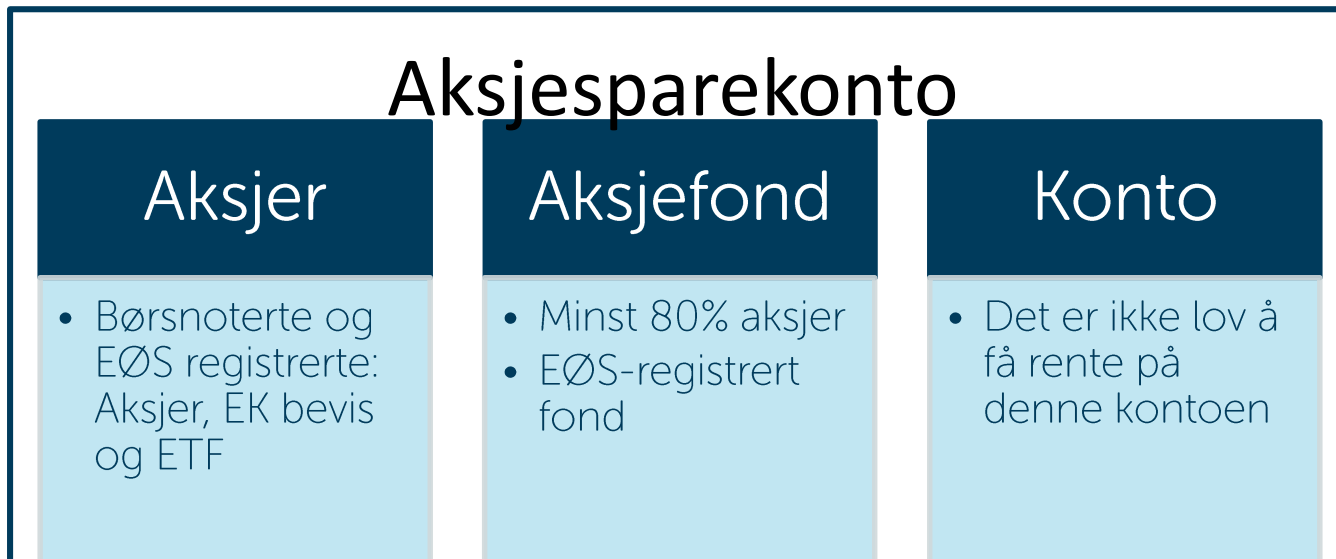 Aksjesparekonto
Aksjer
• Børsnoterte og
EØS registrerte:
Aksjer, EK bevis
og ETF
Aksjefond
• Minst 80% aksjer
• EØS-registrert
fond
Konto
• Det er ikke lov å
få rente på
denne kontoen